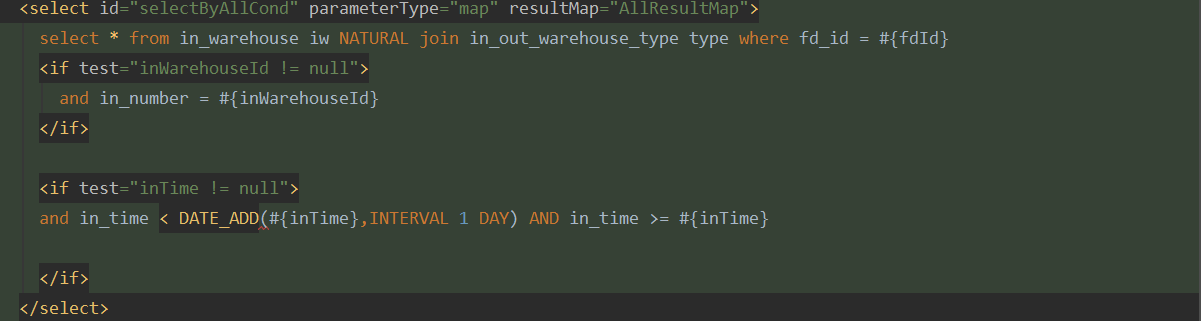 <select id="selectByAllCond" parameterType="map" resultMap="AllResultMap">
select * from in_warehouse iw NATURAL join in_out_warehouse_type type where fd_id = #{fdId}
<if test="inWarehouseId != null">
and in_number = #{inWarehouseId}
</if>
<if test="inTime != null">
and in_time < DATE_ADD(#{inTime},INTERVAL 1 DAY) AND in_time >= #{inTime}
</if>
</select>